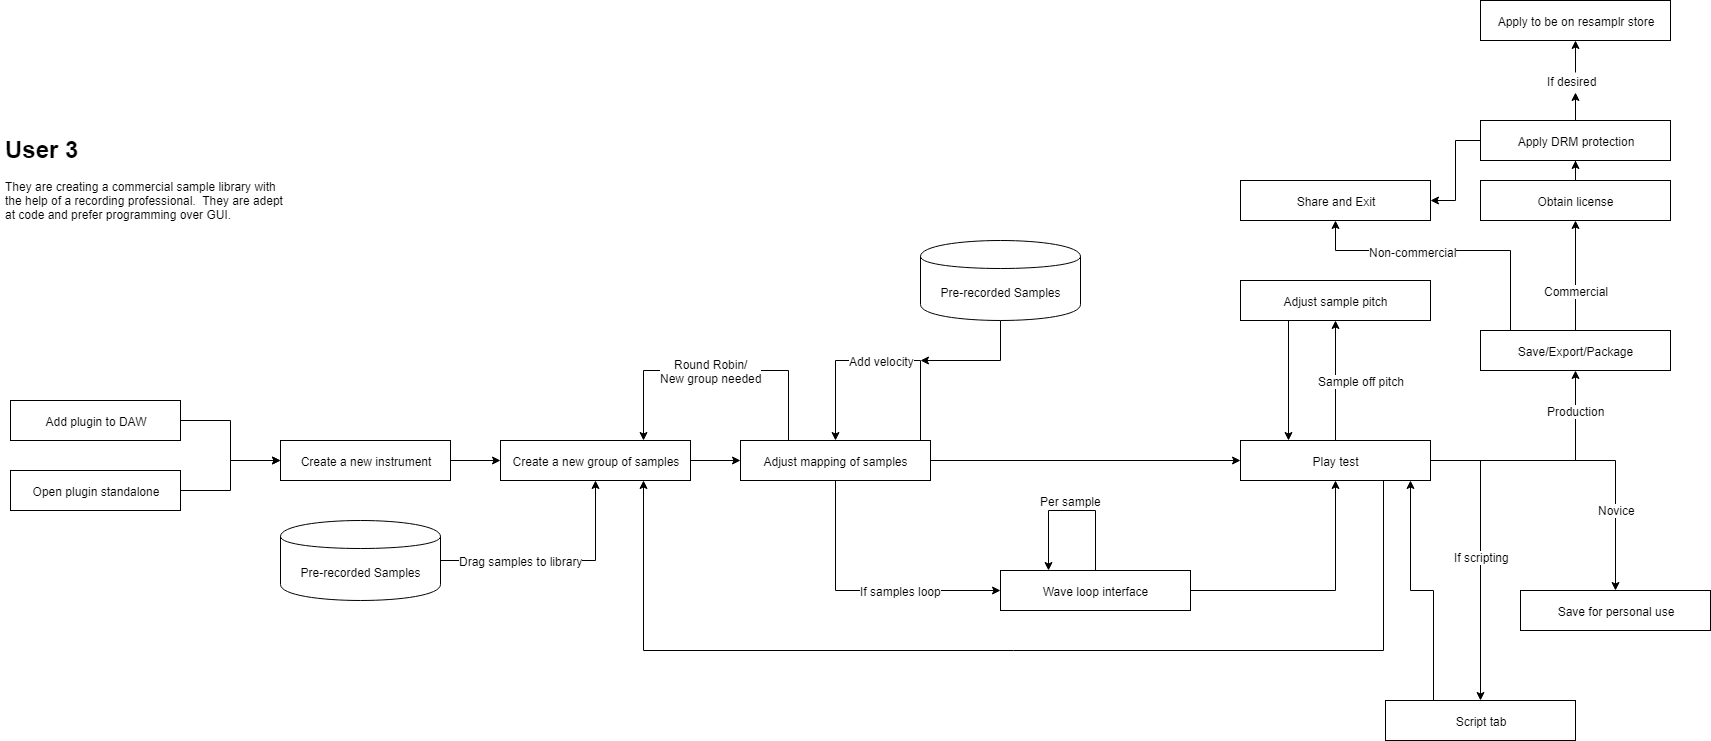 Apply to be on resamplr store
If desired
User 3
Apply DRM protection
They are creating a commercial sample library with
the help of a recording professional. They are adept
at code and prefer programming over GUI.
Share and Exit
Obtain license
Non-commercial
Pre-recorded Samples
Adjust sample pitch
Commercial
Round Robin/
New group needed
Add velocity
Sample off pitch
Save/Export/Package
Add plugin to DAW
Production
Create a new instrument
Create a new group of samples
Adjust mapping of samples
Play test
Open plugin standalone
Per sample
Novice
Pre-recorded Samples
Drag samples to library
If samples loop
Wave loop interface
If scripting
Save for personal use
Script tab